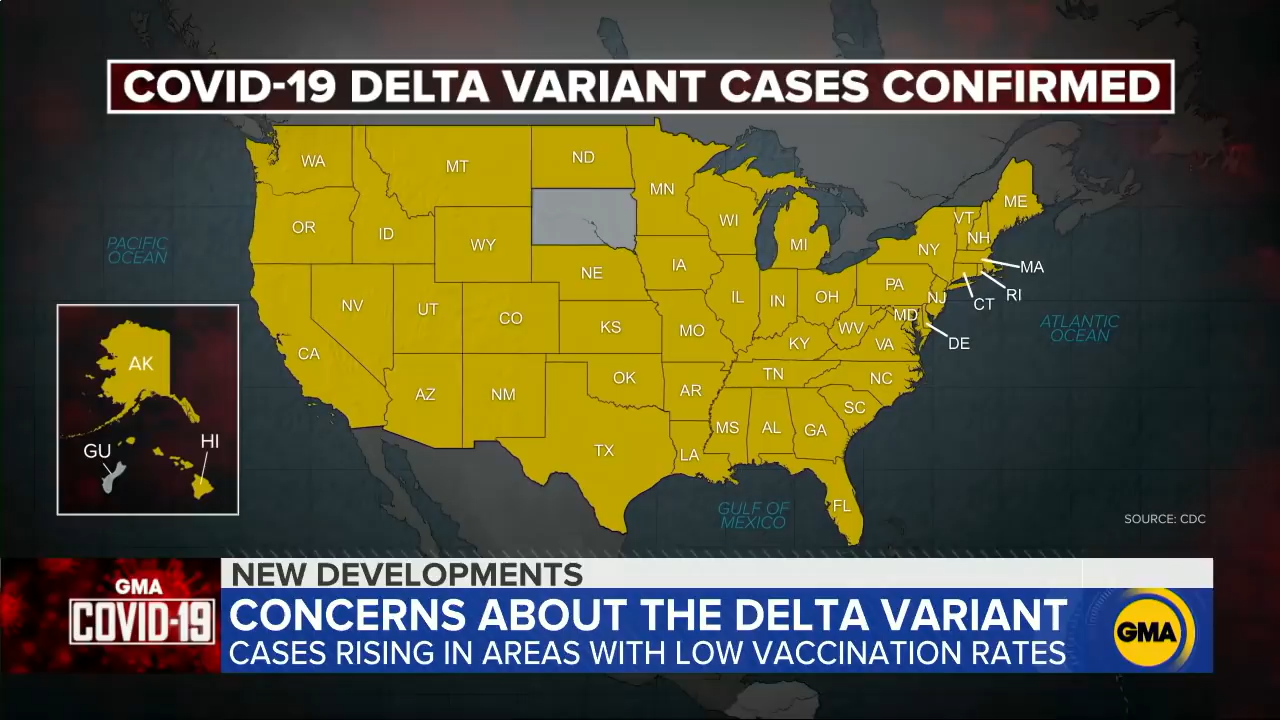 COVID-19 DELTA VARIANT CASES CONFIRMED
WA
MT
ND
MN
OR
ID
WY
WI
MI
NY
VT
NH
ME
MA
RI
CT
PACIFIC
OCEAN
NV
UT
CO
NE
IA
IL
IN
OH
PA
NJ
MD
DE
CA
KS
MO
KY
WV
VA
ATLANTIC
OCEAN
AZ
NM
OK
AR
TN
NC
SC
TX
LA
MS
AL
GA
FL
AK
GU
HI
GULF OF
MEXICO
SOURCE: CDC
NEW DEVELOPMENTS
GMA
COVID-19
CONCERNS ABOUT THE DELTA VARIANT
CASES RISING IN AREAS WITH LOW VACCINATION RATES
GMA